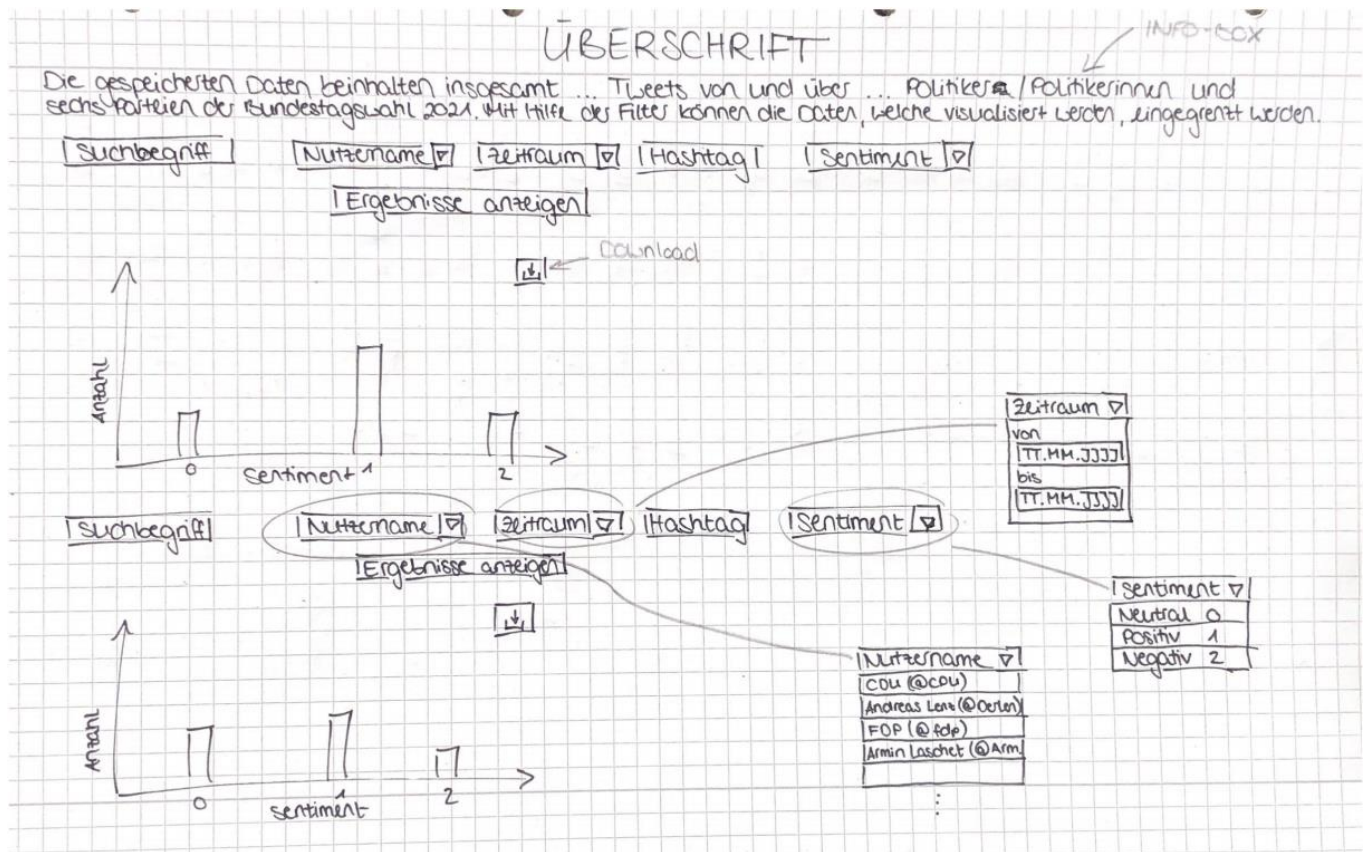 ÜBERSCHRIFT
INFO-BOX
Die gespeicherten Daten beinhalten insgesamt ... Tweets von und über ... Politiker / Politikerinnen und
sechs Parteien der Bundestagswahl 2021. Mit Hilfe der Filter können die Daten, welche visualisiert werden, eingegrenzt werden.
Suchbegriff Nutzername Zeitraum Hashtag Sentiment
Ergebnisse anzeigen
Download
Anzahl
0 1 2
Sentiment
Zeitraum
von
TT.MM.JJJJ
bis
TT.MM.JJJJ
Suchbegriff Nutzername Zeitraum Hashtag Sentiment
Ergebnisse anzeigen
Sentiment
Neutral 0
Positiv 1
Negativ 2
Nutzername
CDU (@CDU)
Andreas Lenz (@DerLen)
FDP (@fdp)
Armin Laschet (@Arm
Anzahl
0 1 2
Sentiment